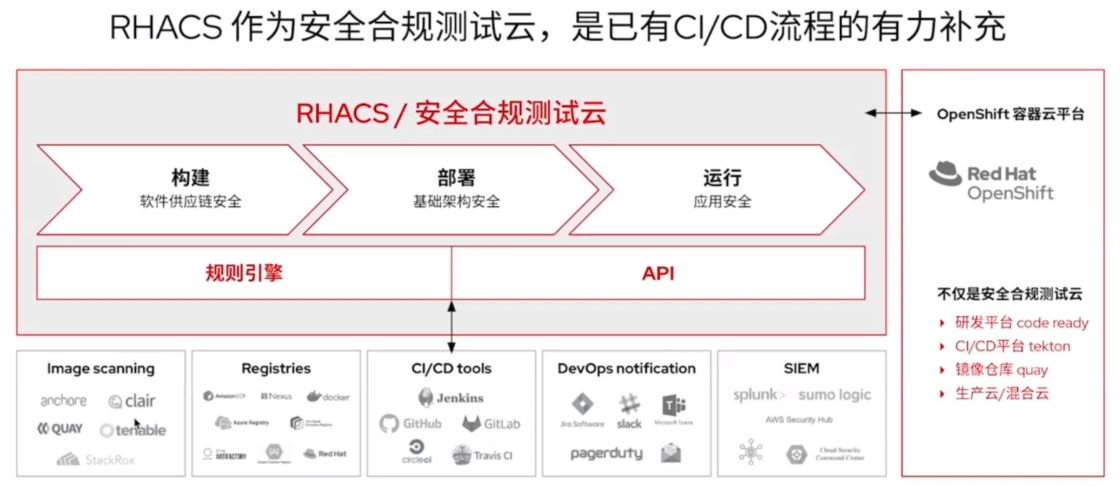 RHACS 作为安全合规测试云，是已有CI/CD流程的有力补充
RHACS / 安全合规测试云
构建
软件供应链安全
部署
基础架构安全
运行
应用安全
规则引擎
API
OpenShift 容器云平台
Red Hat
OpenShift
不仅是安全合规测试云
研发平台 code ready
CI/CD平台 tekton
镜像仓库 quay
生产云/混合云
Image scanning
anchore
clair
QUAY
tenable
StackRox
Registries
Amazon ECR
Nexus
docker
Azure Registry
ARTIFACTORY
Red Hat
CI/CD tools
Jenkins
GitHub
GitLab
circleci
Travis CI
DevOps notification
Jira Software
slack
Microsoft Teams
pagerduty
SIEM
splunk>
sumo logic
AWS Security Hub
Cloud Security
Command Center